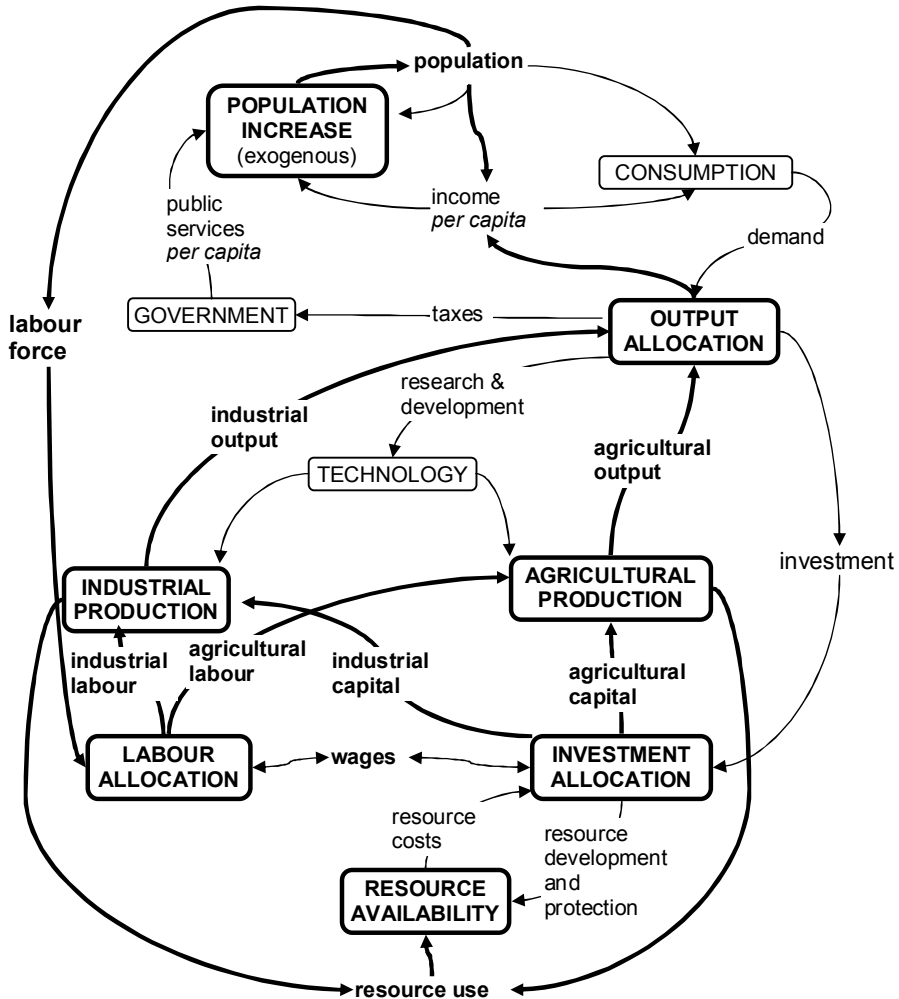 population
POPULATION
INCREASE
(exogenous)
CONSUMPTION
public
services
per capita
income
per capita
demand
GOVERNMENT
taxes
OUTPUT
ALLOCATION
labour
force
research &
development
industrial
output
agricultural
output
TECHNOLOGY
investment
INDUSTRIAL
PRODUCTION
AGRICULTURAL
PRODUCTION
industrial
labour
agricultural
labour
industrial
capital
agricultural
capital
LABOUR
ALLOCATION
wages
INVESTMENT
ALLOCATION
resource
costs
resource
development
and
protection
RESOURCE
AVAILABILITY
resource use